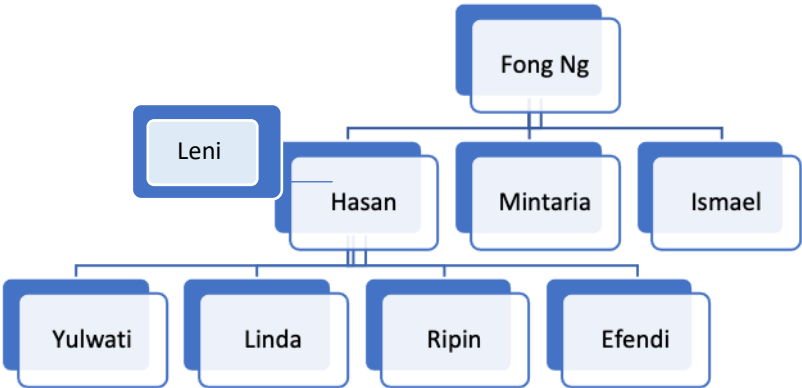 Fong Ng
Leni
Hasan
Mintaria
Ismael
Yulwati
Linda
Ripin
Efendi